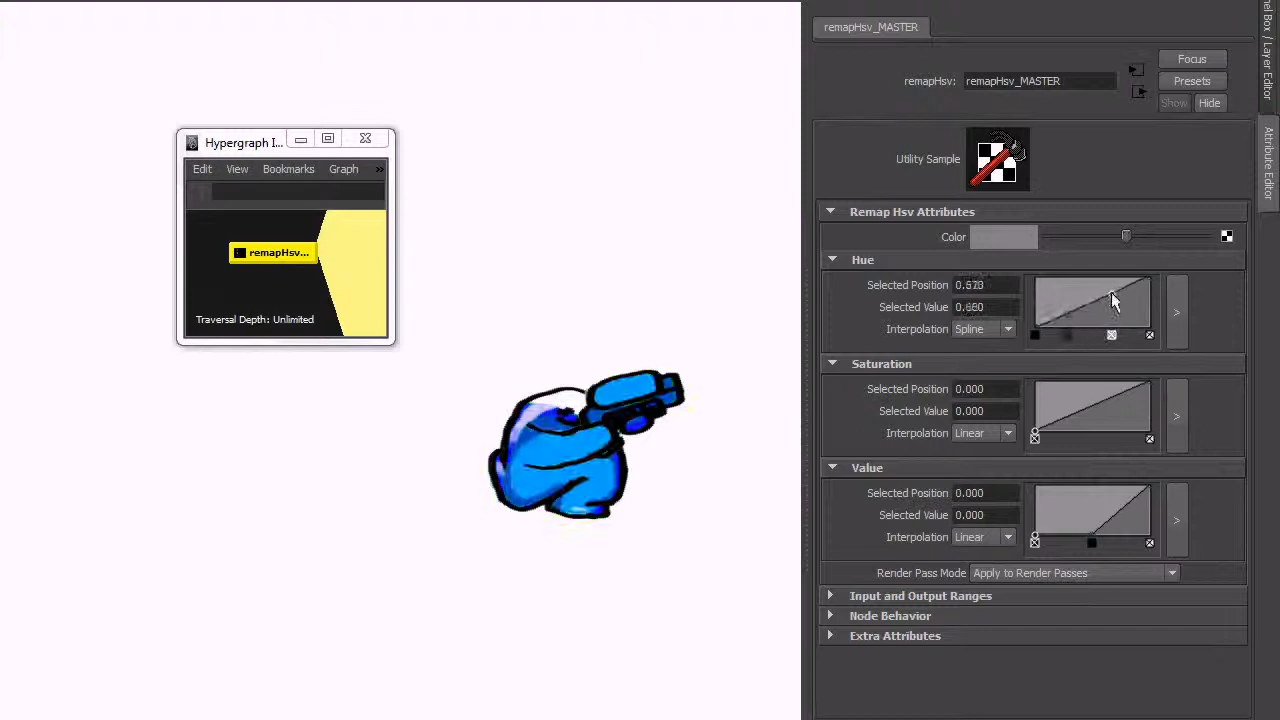 remapHsv_MASTER
Focus
remapHsv: remapHsv_MASTER
Presets
Show Hide
Hypergraph I...
Edit View Bookmarks Graph »
remapHsv...
Traversal Depth: Unlimited
Utility Sample
Remap Hsv Attributes
Color
Hue
Selected Position
Selected Value
Interpolation Spline
>
Saturation
Selected Position 0.000
Selected Value 0.000
Interpolation Linear
>
Value
Selected Position 0.000
Selected Value 0.000
Interpolation Linear
>
Render Pass Mode Apply to Render Passes
Input and Output Ranges
Node Behavior
Extra Attributes
Box / Layer Editor
Attribute Editor